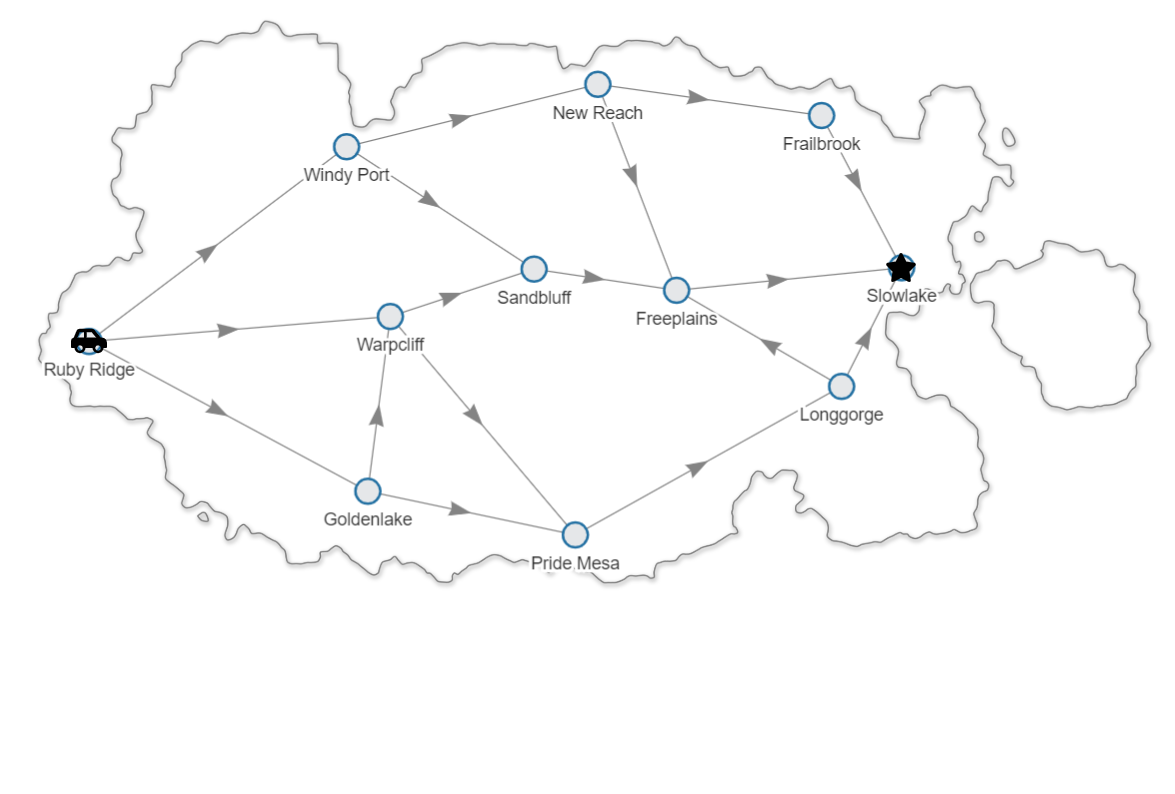 New Reach
Frailbrook
Windy Port
Sandbluff
Slowlake
Freeplains
Warpcliff
Ruby Ridge
Longgorge
Goldenlake
Pride Mesa